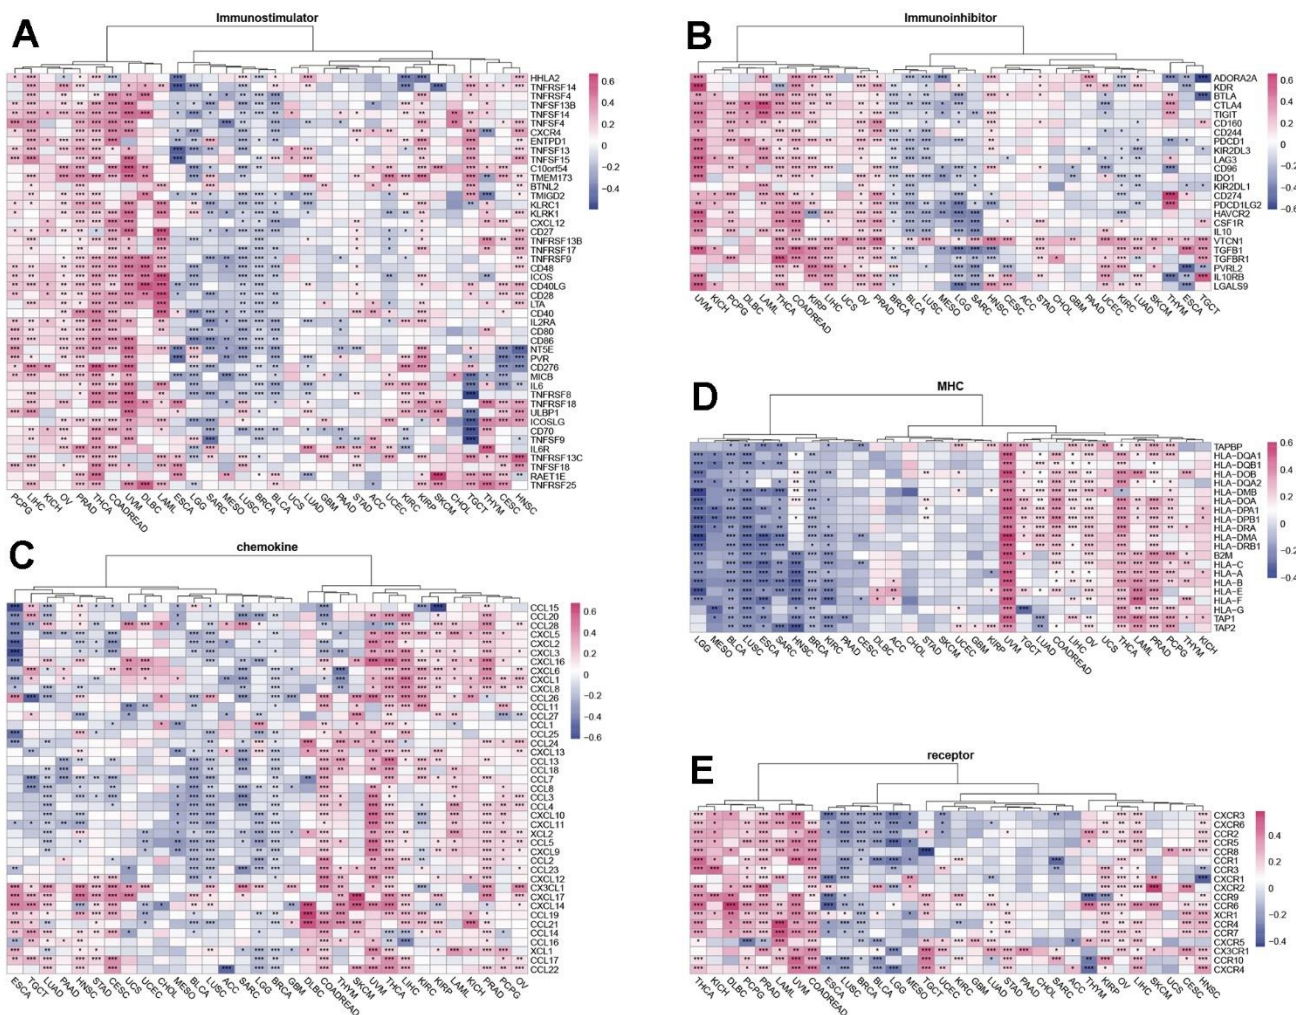 A
Immunostimulator
0.6
0.4
0.2
0
−0.2
−0.4
HHLA2
TNFRSF14
TNFRSF4
TNFSF13B
TNFSF14
TNFSF4
CXCR4
ENTPD1
TNFSF13
TNFSF15
C10orf54
TMEM173
BTNL2
TMIGD2
KLRC1
KLRK1
CXCL12
CD27
TNFRSF13B
TNFRSF17
TNFRSF9
CD48
ICOS
CD40LG
CD28
LTA
CD40
IL2RA
CD80
CD86
NT5E
PVR
CD276
MICB
IL6
TNFRSF8
TNFRSF18
ULBP1
ICOSLG
CD70
TNFSF9
IL6R
TNFRSF13C
TNFSF18
RAET1E
TNFRSF25
PCPG
LIHC
KICH
OV
PRAD
THCA
COADREAD
UVM
DLBC
LAML
ESCA
LGG
SARC
MESO
LUSC
BRCA
BLCA
UCS
LUAD
GBM
PAAD
STAD
ACC
UCEC
KIRC
KIRP
SKCM
CHOL
TGCT
THYM
CESC
HNSC
B
Immunoinhibitor
0.6
0.4
0.2
0
−0.2
−0.4
−0.6
ADORA2A
KDR
BTLA
CTLA4
TIGIT
CD160
CD244
PDCD1
KIR2DL3
LAG3
CD96
IDO1
KIR2DL1
CD274
PDCD1LG2
HAVCR2
CSF1R
IL10
VTCN1
TGFB1
TGFBR1
PVRL2
IL10RB
LGALS9
UVM
KICH
PCPG
DLBC
LAML
THCA
COADREAD
KIRP
LIHC
UCS
OV
PRAD
BRCA
BLCA
LUSC
MESO
LGG
SARC
HNSC
CESC
ACC
STAD
CHOL
GBM
PAAD
UCEC
KIRC
LUAD
SKCM
THYM
ESCA
TGCT
C
chemokine
0.6
0.4
0.2
0
−0.2
−0.4
−0.6
CCL15
CCL20
CCL28
CXCL5
CXCL2
CXCL3
CXCL16
CXCL6
CXCL1
CXCL8
CCL26
CCL11
CCL27
CCL1
CCL25
CCL24
CXCL13
CCL13
CCL18
CCL7
CCL8
CCL3
CCL4
CXCL10
CXCL11
XCL2
CCL5
CXCL9
CCL2
CCL23
CXCL12
CX3CL1
CXCL17
CXCL14
CCL19
CCL21
CCL14
CCL16
XCL1
CCL17
CCL22
ESCA
TGCT
LUAD
PAAD
HNSC
STAD
CESC
UCS
UCEC
CHOL
MESO
BLCA
LUSC
ACC
SARC
LGG
BRCA
GBM
DLBC
COADREAD
THYM
SKCM
UVM
THCA
LIHC
KIRC
KIRP
LAML
KICH
PRAD
PCPG
OV
D
MHC
0.6
0.4
0.2
0
−0.2
−0.4
TAPBP
HLA−DQA1
HLA−DQB1
HLA−DOB
HLA−DQA2
HLA−DMB
HLA−DOA
HLA−DPA1
HLA−DPB1
HLA−DRA
HLA−DMA
HLA−DRB1
B2M
HLA−C
HLA−A
HLA−B
HLA−E
HLA−F
HLA−G
TAP1
TAP2
LGG
MESO
BLCA
LUSC
ESCA
SARC
HNSC
BRCA
KIRC
PAAD
CESC
DLBC
ACC
CHOL
STAD
SKCM
UCEC
GBM
KIRP
UVM
TGCT
LUAD
COADREAD
LIHC
OV
UCS
THCA
LAML
PRAD
PCPG
THYM
KICH
E
receptor
0.4
0.2
0
−0.2
−0.4
CXCR3
CXCR6
CCR2
CCR5
CCR8
CCR1
CCR3
CXCR1
CXCR2
CCR9
CCR6
XCR1
CCR4
CCR7
CXCR5
CX3CR1
CCR10
CXCR4
THCA
KICH
DLBC
PCPG
PRAD
LAML
UVM
COADREAD
ESCA
LUSC
BRCA
BLCA
LGG
MESO
TGCT
UCEC
KIRC
GBM
LUAD
STAD
PAAD
CHOL
SARC
ACC
THYM
KIRP
OV
LIHC
SKCM
UCS
CESC
HNSC